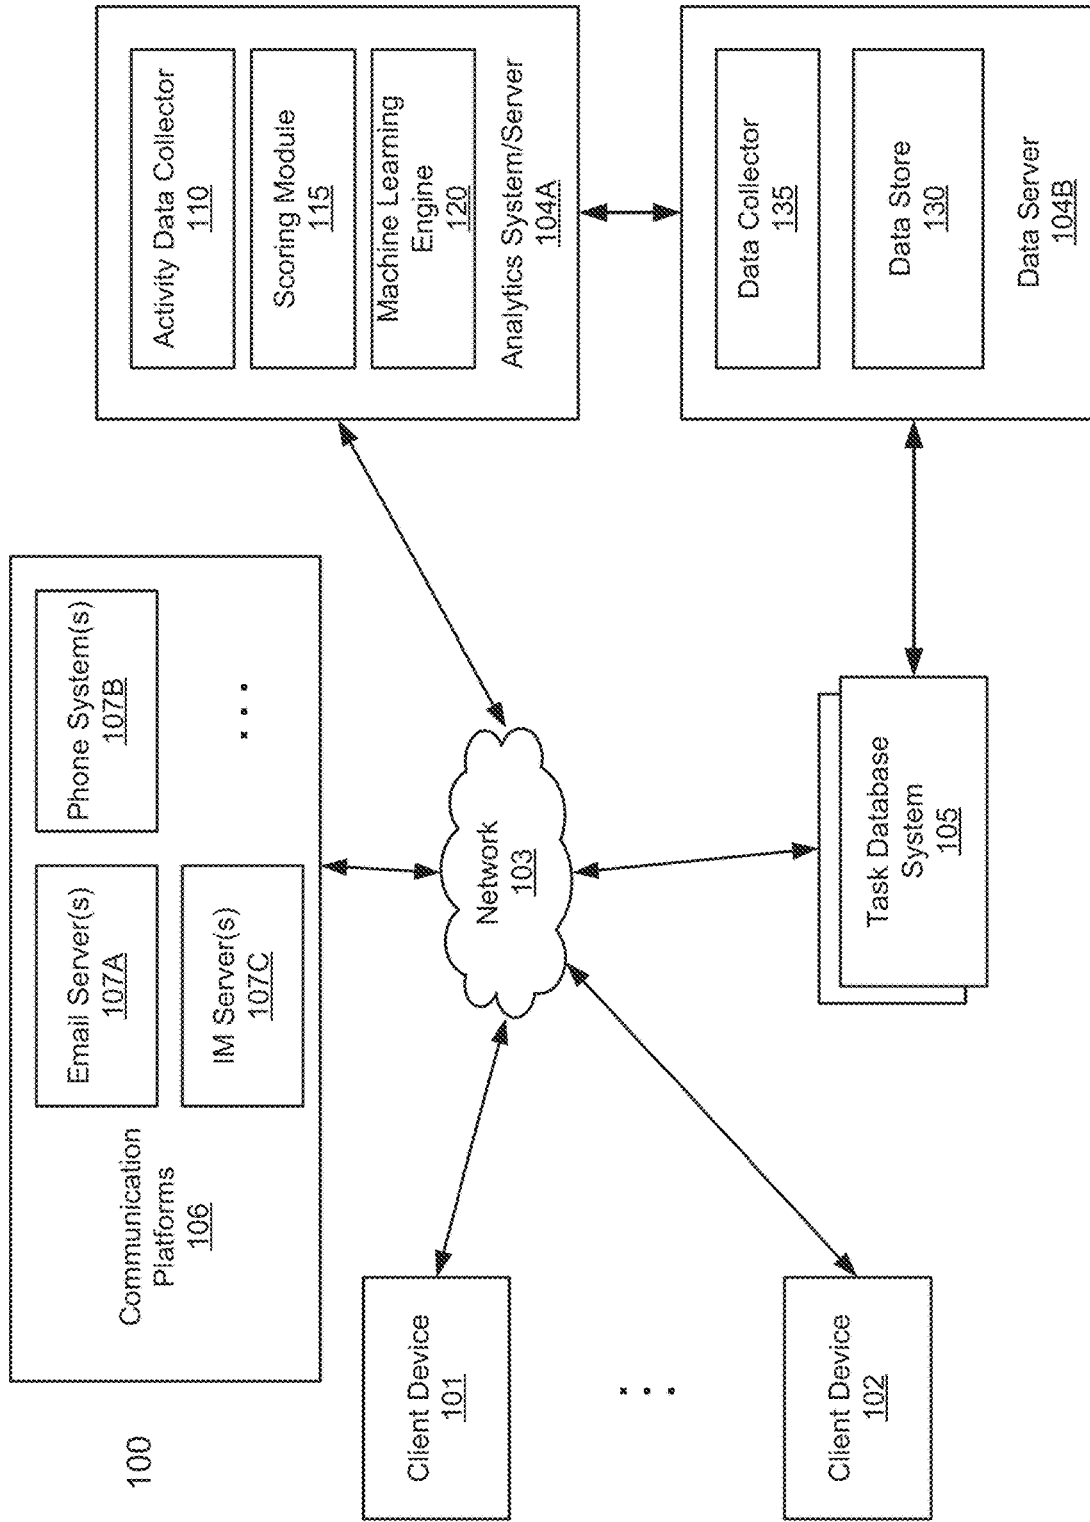 100
Communication
Platforms
106
Email Server(s)
107A
Phone System(s)
107B
IM Server(s)
107C
. . .
Client Device
101
. . .
Client Device
102
Network
103
Task Database
System
105
Activity Data Collector
110
Scoring Module
115
Machine Learning
Engine
120
Analytics System/Server
104A
Data Collector
135
Data Store
130
Data Server
104B